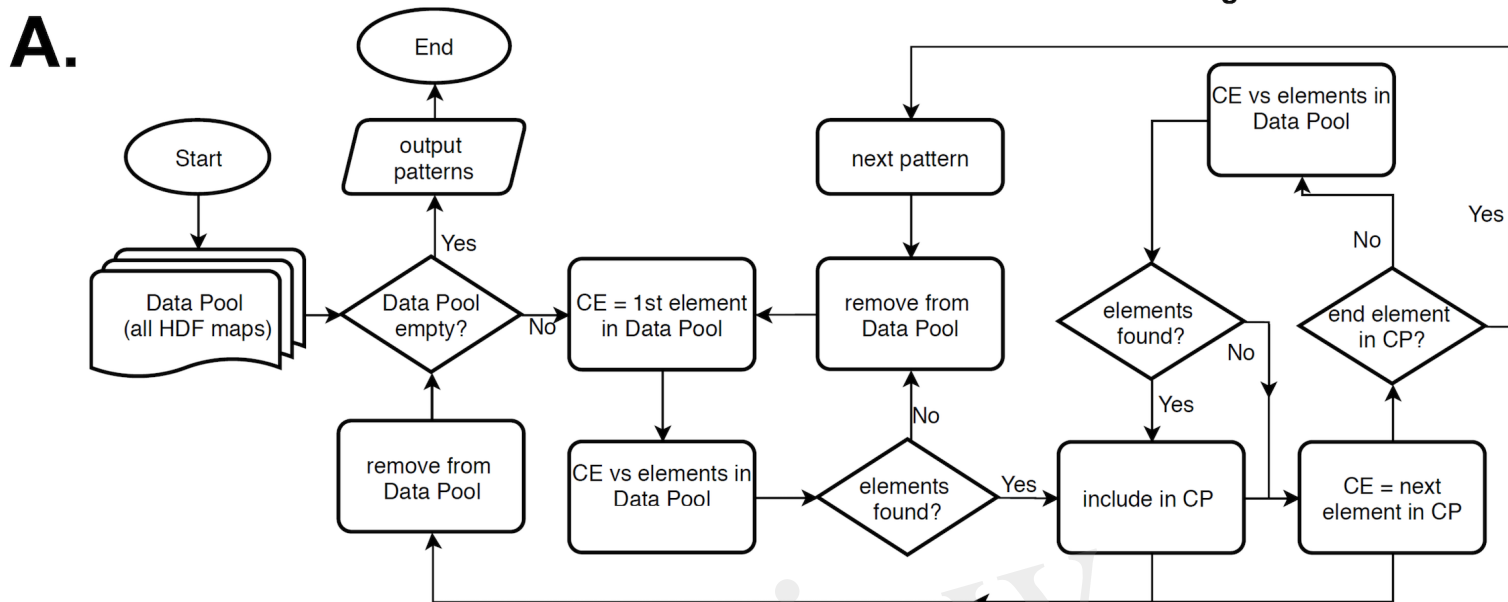 A.
Start
End
output
patterns
Data Pool
(all HDF maps)
Data Pool
empty?
Yes
No
remove from
Data Pool
CE = 1st element
in Data Pool
CE vs elements in
Data Pool
next pattern
remove from
Data Pool
No
elements
found?
Yes
CE vs elements in
Data Pool
elements
found?
No
Yes
include in CP
No
end element
in CP?
Yes
CE = next
element in CP